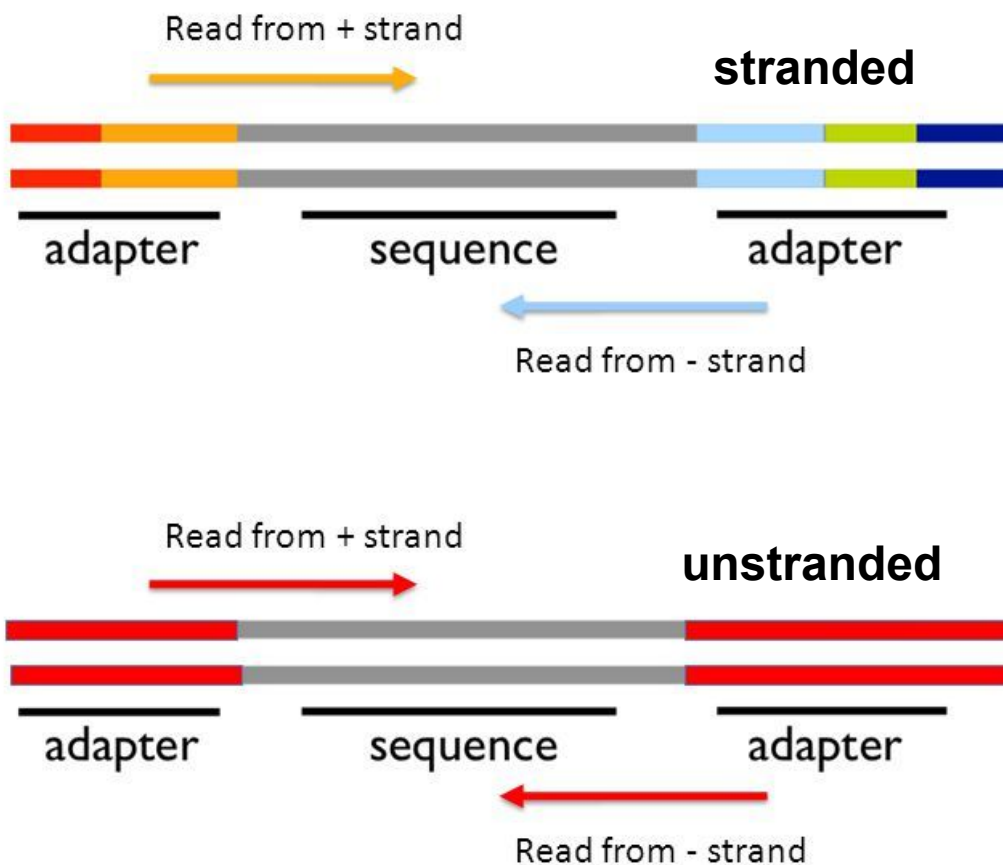 Read from + strand
stranded
adapter sequence adapter
Read from - strand
Read from + strand
unstranded
adapter sequence adapter
Read from - strand